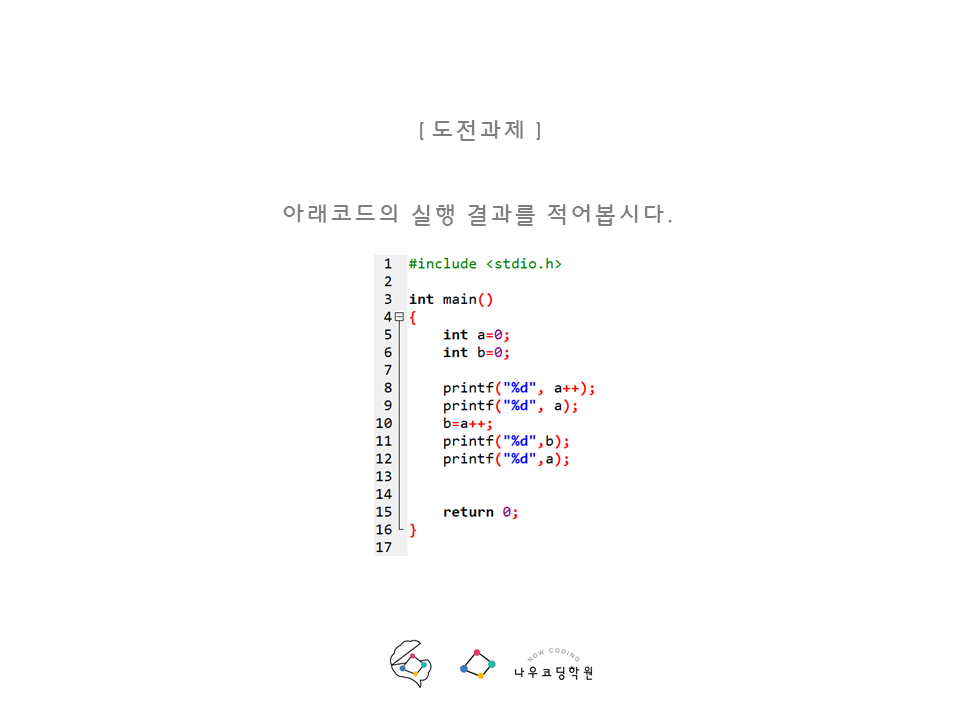 [ 도전과제 ]
아래코드의 실행 결과를 적어봅시다.
1 #include <stdio.h>
2
3 int main()
4 {
5 int a=0;
6 int b=0;
7
8 printf("%d", a++);
9 printf("%d", a);
10 b=a++;
11 printf("%d",b);
12 printf("%d",a);
13
14
15 return 0;
16 }
17
NOW CODING
나우코딩학원